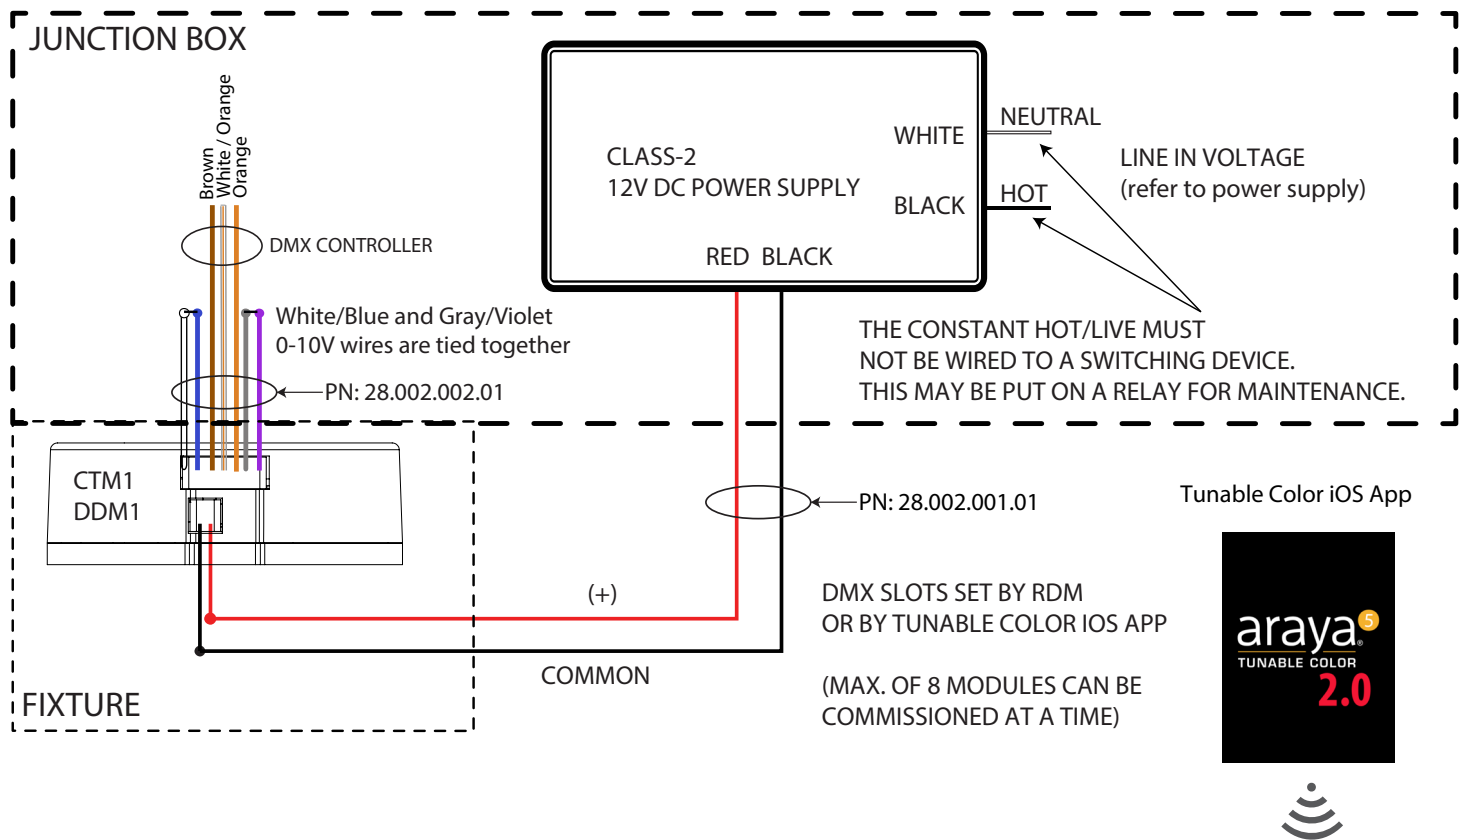 JUNCTION BOX
Brown
White / Orange
Orange
DMX CONTROLLER
White/Blue and Gray/Violet
0-10V wires are tied together
PN: 28.002.002.01
CLASS-2
12V DC POWER SUPPLY
WHITE
BLACK
RED BLACK
NEUTRAL
HOT
LINE IN VOLTAGE
(refer to power supply)
THE CONSTANT HOT/LIVE MUST
NOT BE WIRED TO A SWITCHING DEVICE.
THIS MAY BE PUT ON A RELAY FOR MAINTENANCE.
CTM1
DDM1
PN: 28.002.001.01
(+)
COMMON
FIXTURE
DMX SLOTS SET BY RDM
OR BY TUNABLE COLOR IOS APP
(MAX. OF 8 MODULES CAN BE
COMMISSIONED AT A TIME)
Tunable Color iOS App
araya® 5
TUNABLE COLOR
2.0